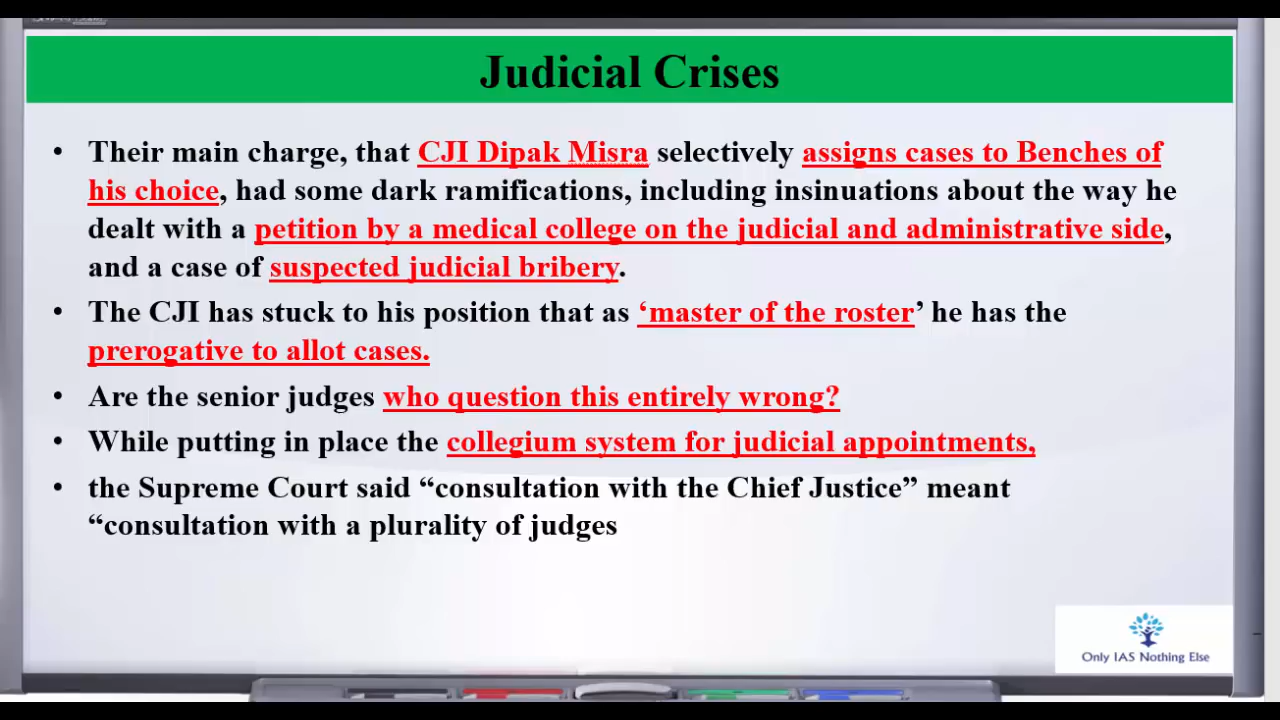 Judicial Crises
• Their main charge, that CJI Dipak Misra selectively assigns cases to Benches of
his choice, had some dark ramifications, including insinuations about the way he
dealt with a petition by a medical college on the judicial and administrative side,
and a case of suspected judicial bribery.
• The CJI has stuck to his position that as ‘master of the roster’ he has the
prerogative to allot cases.
• Are the senior judges who question this entirely wrong?
• While putting in place the collegium system for judicial appointments,
• the Supreme Court said “consultation with the Chief Justice” meant
“consultation with a plurality of judges
Only IAS Nothing Else